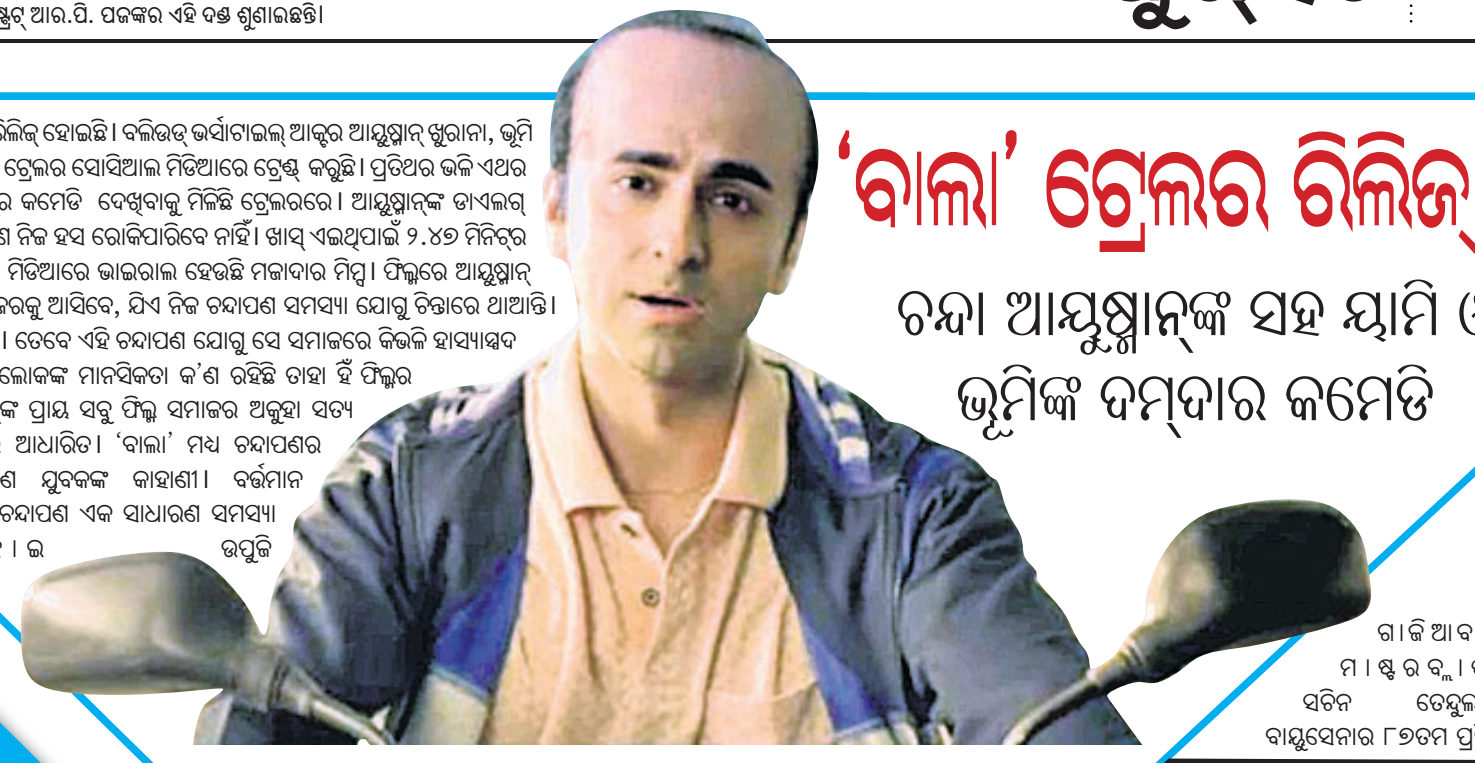 ଆର.ପି. ପଜଙ୍କର ଏହି ଦଣ୍ଡ ଶୁଣାଇଛନ୍ତି।
‘ବାଲା’ ଟ୍ରେଲର ରିଲିଜ୍
ଚନ୍ଦା ଆୟୁଷ୍ମାନ୍‌ଙ୍କ ସହ ୟାମି
ଭୂମିଙ୍କ ଦମ୍‌ଦାର କମେଡି
ହୋଇଛି। ବଲିଉଡ୍ ଭର୍ସାଟାଇଲ୍ ଆକ୍ଟର ଆୟୁଷ୍ମାନ୍ ଖୁରାନା, ଭୂମି
ଟ୍ରେଲର ସୋସିଆଲ ମିଡିଆରେ ଟ୍ରେଣ୍ଡ୍ କରୁଛି। ପ୍ରତିଥର ଭଳି ଏଥର
କମେଡି ଦେଖିବାକୁ ମିଳିଛି ଟ୍ରେଲରରେ। ଆୟୁଷ୍ମାନ୍‌ଙ୍କ ଡାଏଲଗ୍
ନିଜ ହସ ରୋକିପାରିବେ ନାହିଁ। ଖାସ୍ ଏଇଥିପାଇଁ ୨.୪୭ ମିନିଟ୍‌ର
ମିଡିଆରେ ଭାଇରାଲ ହେଉଛି ମଜାଦାର ମିମ୍ସ। ଫିଲ୍ମରେ ଆୟୁଷ୍ମାନ୍
ଆସିବେ, ଯିଏ ନିଜ ଚନ୍ଦାପଣ ସମସ୍ୟା ଯୋଗୁ ଚିନ୍ତାରେ ଥାଆନ୍ତି।
। ତେବେ ଏହି ଚନ୍ଦାପଣ ଯୋଗୁ ସେ ସମାଜରେ କିଭଳି ହାସ୍ୟାସ୍ପଦ
ଲୋକଙ୍କ ମାନସିକତା କ’ଣ ରହିଛି ତାହା ହିଁ ଫିଲ୍ମର
ପ୍ରାୟ ସବୁ ଫିଲ୍ମ ସମାଜର ଅକୁହା ସତ୍ୟ
ଆଧାରିତ। ‘ବାଲା’ ମଧ୍ୟ ଚନ୍ଦାପଣର
ଯୁବକଙ୍କ କାହାଣୀ। ବର୍ତ୍ତମାନ
ଚନ୍ଦାପଣ ଏକ ସାଧାରଣ ସମସ୍ୟା
। ଇ ଉପୁଜି
ଗାଜିଆବ
ମାଷ୍ଟରବ୍ଲା
ସଚିନ ତେନ୍ଦୁଲ
ବାୟୁସେନାର ୮୭ତମ